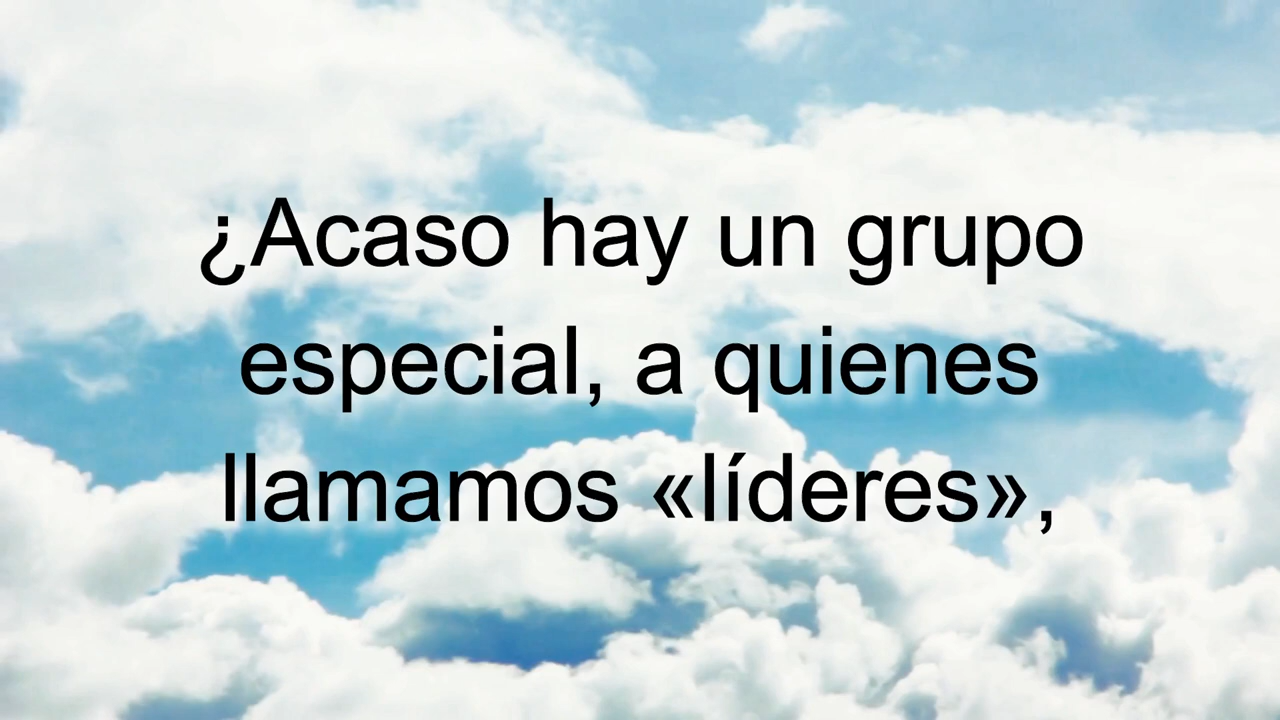 ¿Acaso hay un grupo
especial, a quienes
llamamos «líderes»,